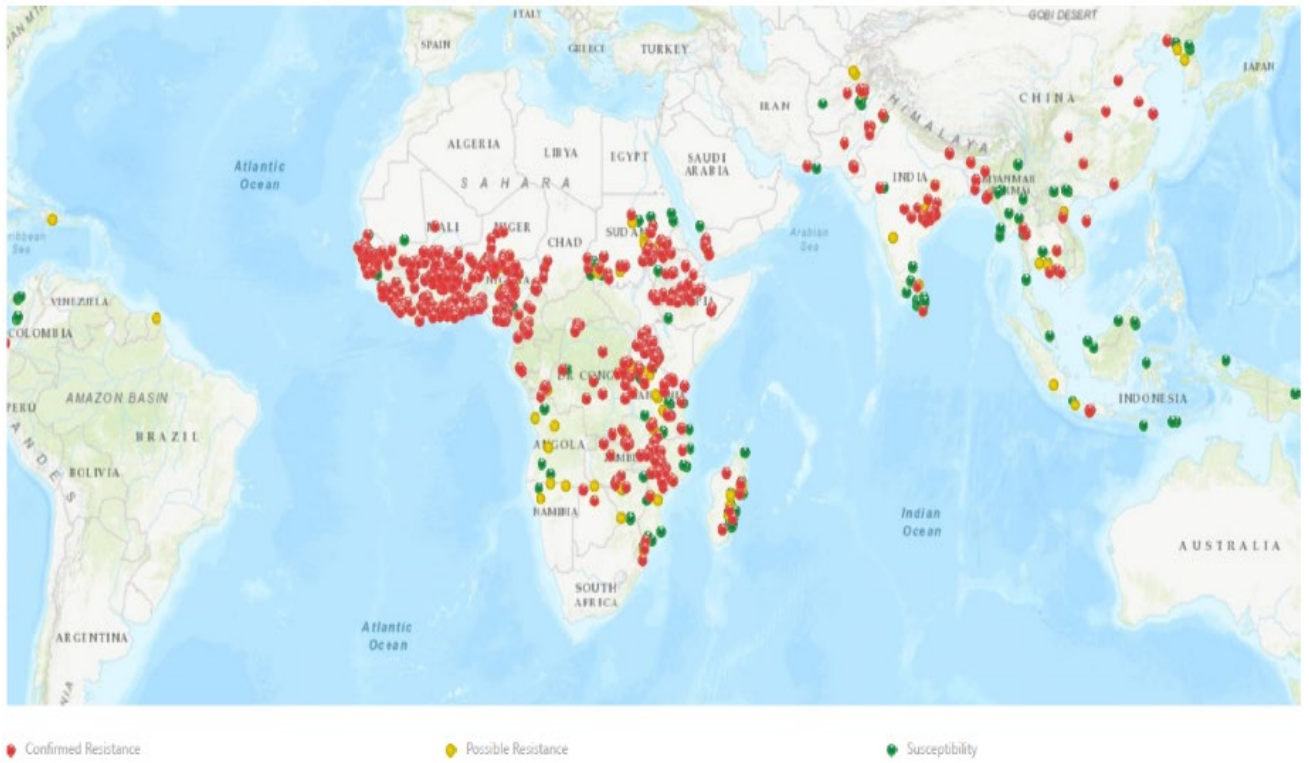 ITALY
GOBI DESERT
SPAIN
GREECE
TURKEY
JAPAN
IRAN
CHINA
HIMALAYA
ALGERIA
LIBYA
EGYPT
SAUDI
ARABIA
Atlantic
Ocean
SAHARA
INDIA
MYANMAR
MALI
NIGER
CHAD
SUDAN
Arabian
Sea
Sea
VENEZUELA
COLOMBIA
DR CONGO
AMAZON BASIN
PERU
INDONESIA
BRAZIL
ANGOLA
ANDES
BOLIVIA
NAMIBIA
Indian
Ocean
AUSTRALIA
SOUTH
AFRICA
Atlantic
Ocean
ARGENTINA
Confirmed Resistance
Possible Resistance
Susceptibility